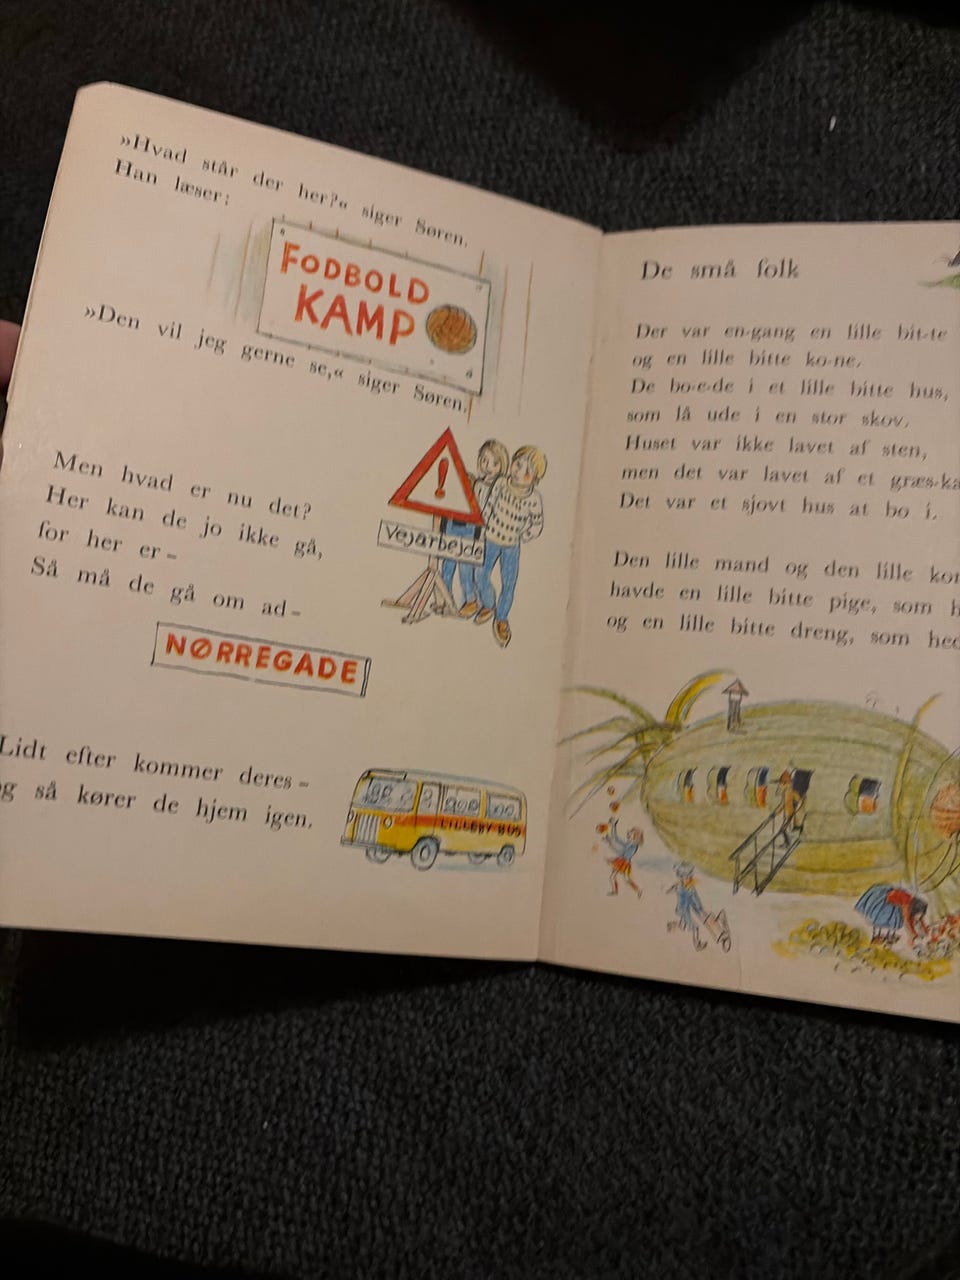 »Hvad står der her?« siger Søren.
Han læser:
FODBOLD
KAMP
»Den vil jeg gerne se,« siger Søren.
Men hvad er nu det?
Her kan de jo ikke gå,
for her er -
Vejarbejde
Så må de gå om ad -
NØRREGADE
Lidt efter kommer deres -
så kører de hjem igen.
LILLEBY BUS
De små folk
Der var en-gang en lille bit-te
og en lille bitte ko-ne.
De bo-e-de i et lille bitte hus,
som lå ude i en stor skov.
Huset var ikke lavet af sten,
men det var lavet af et
Det var et sjovt hus at bo i.
Den lille mand og den lille
havde en lille bitte pige, som
og en lille bitte dreng, som